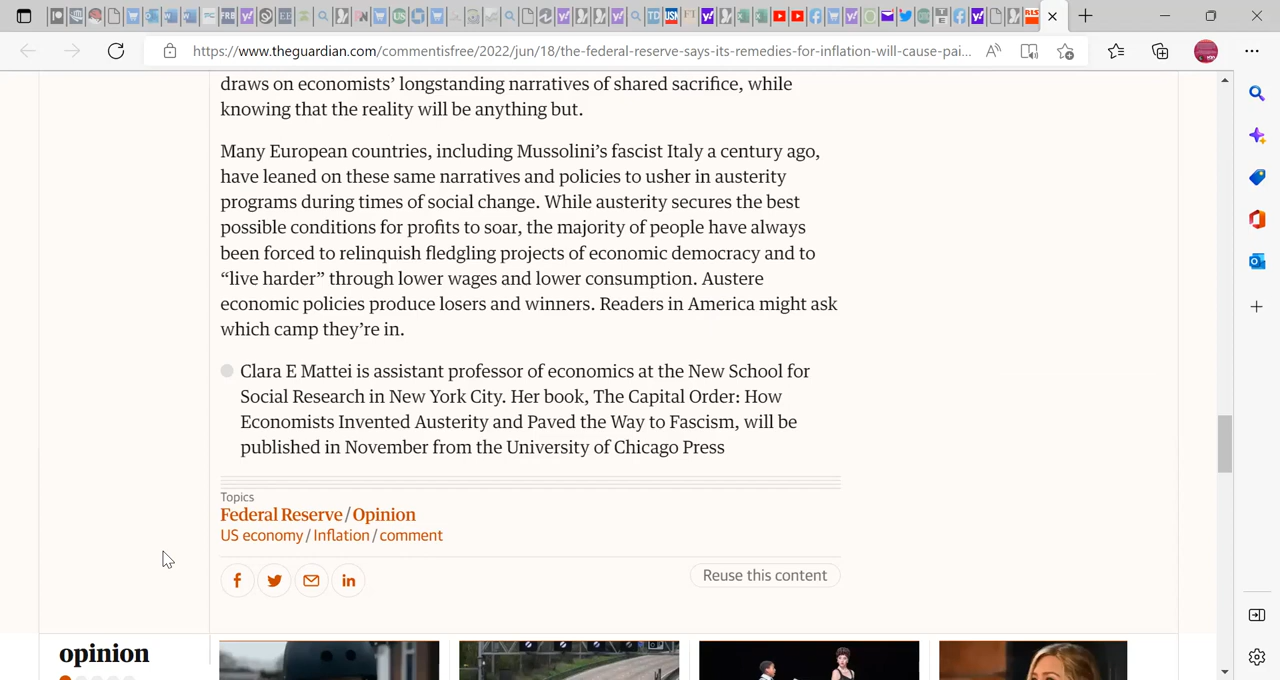 https://www.theguardian.com/commentisfree/2022/jun/18/the-federal-reserve-says-its-remedies-for-inflation-will-cause-pai...
draws on economists’ longstanding narratives of shared sacrifice, while
knowing that the reality will be anything but.
Many European countries, including Mussolini’s fascist Italy a century ago,
have leaned on these same narratives and policies to usher in austerity
programs during times of social change. While austerity secures the best
possible conditions for profits to soar, the majority of people have always
been forced to relinquish fledgling projects of economic democracy and to
“live harder” through lower wages and lower consumption. Austere
economic policies produce losers and winners. Readers in America might ask
which camp they’re in.
Clara E Mattei is assistant professor of economics at the New School for
Social Research in New York City. Her book, The Capital Order: How
Economists Invented Austerity and Paved the Way to Fascism, will be
published in November from the University of Chicago Press
Topics
Federal Reserve / Opinion
US economy / Inflation / comment
Reuse this content
opinion